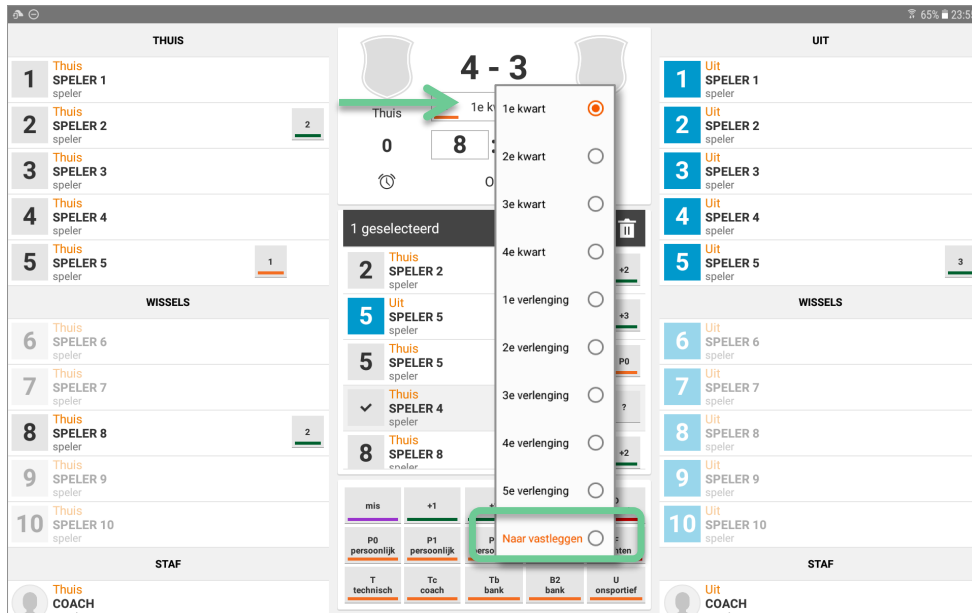 65% 23:5
THUIS
1 Thuis
SPELER 1
speler
2 Thuis
SPELER 2
speler
2
3 Thuis
SPELER 3
speler
4 Thuis
SPELER 4
speler
5 Thuis
SPELER 5
speler
1
WISSELS
6 Thuis
SPELER 6
speler
7 Thuis
SPELER 7
speler
8 Thuis
SPELER 8
speler
2
9 Thuis
SPELER 9
speler
10 Thuis
SPELER 10
speler
STAF
Thuis
COACH
4 - 3
Thuis
1e kw
0
8 :
1 geselecteerd
2 Thuis
SPELER 2
speler
+2
5 Uit
SPELER 5
speler
+3
5 Thuis
SPELER 5
speler
P0
Thuis
SPELER 4
speler
?
8 Thuis
SPELER 8
speler
+2
mis
+1
P0
persoonlijk
P1
persoonlijk
T
technisch
Tc
coach
Tb
bank
B2
bank
U
onsportief
1e kwart
2e kwart
3e kwart
4e kwart
1e verlenging
2e verlenging
3e verlenging
4e verlenging
5e verlenging
Naar vastleggen
UIT
1 Uit
SPELER 1
speler
2 Uit
SPELER 2
speler
3 Uit
SPELER 3
speler
4 Uit
SPELER 4
speler
5 Uit
SPELER 5
speler
3
WISSELS
6 Uit
SPELER 6
speler
7 Uit
SPELER 7
speler
8 Uit
SPELER 8
speler
9 Uit
SPELER 9
speler
10 Uit
SPELER 10
speler
STAF
Uit
COACH